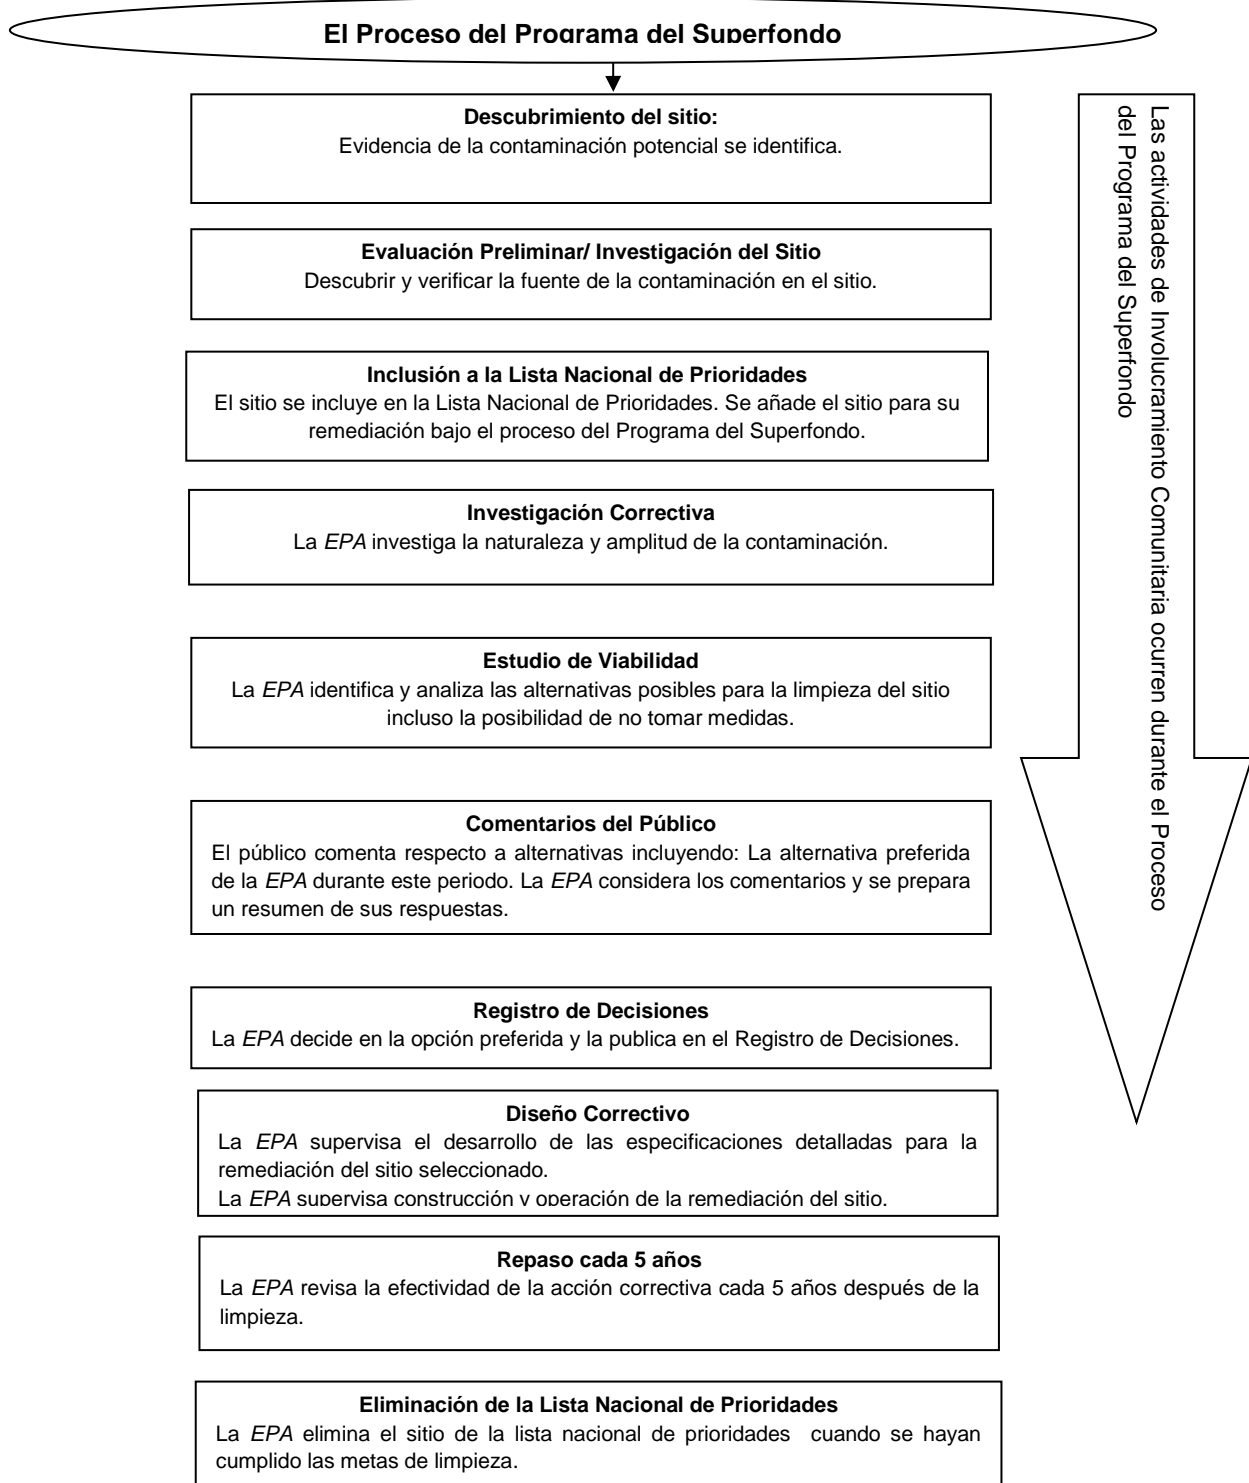 El Proceso del Programa del Superfondo
Descubrimiento del sitio:
Evidencia de la contaminación potencial se identifica.
Evaluación Preliminar/ Investigación del Sitio
Descubrir y verificar la fuente de la contaminación en el sitio.
Inclusión a la Lista Nacional de Prioridades
El sitio se incluye en la Lista Nacional de Prioridades. Se añade el sitio para su
remediación bajo el proceso del Programa del Superfondo.
Investigación Correctiva
La EPA investiga la naturaleza y amplitud de la contaminación.
Estudio de Viabilidad
La EPA identifica y analiza las alternativas posibles para la limpieza del sitio
incluso la posibilidad de no tomar medidas.
Comentarios del Público
El público comenta respecto a alternativas incluyendo: La alternativa preferida
de la EPA durante este periodo. La EPA considera los comentarios y se prepara
un resumen de sus respuestas.
Registro de Decisiones
La EPA decide en la opción preferida y la publica en el Registro de Decisiones.
Diseño Correctivo
La EPA supervisa el desarrollo de las especificaciones detalladas para la
remediación del sitio seleccionado.
La EPA supervisa construcción y operación de la remediación del sitio.
Repaso cada 5 años
La EPA revisa la efectividad de la acción correctiva cada 5 años después de la
limpieza.
Eliminación de la Lista Nacional de Prioridades
La EPA elimina el sitio de la lista nacional de prioridades cuando se hayan
cumplido las metas de limpieza.
Las actividades de Involucramiento Comunitaria ocurren durante el Proceso
del Programa del Superfondo